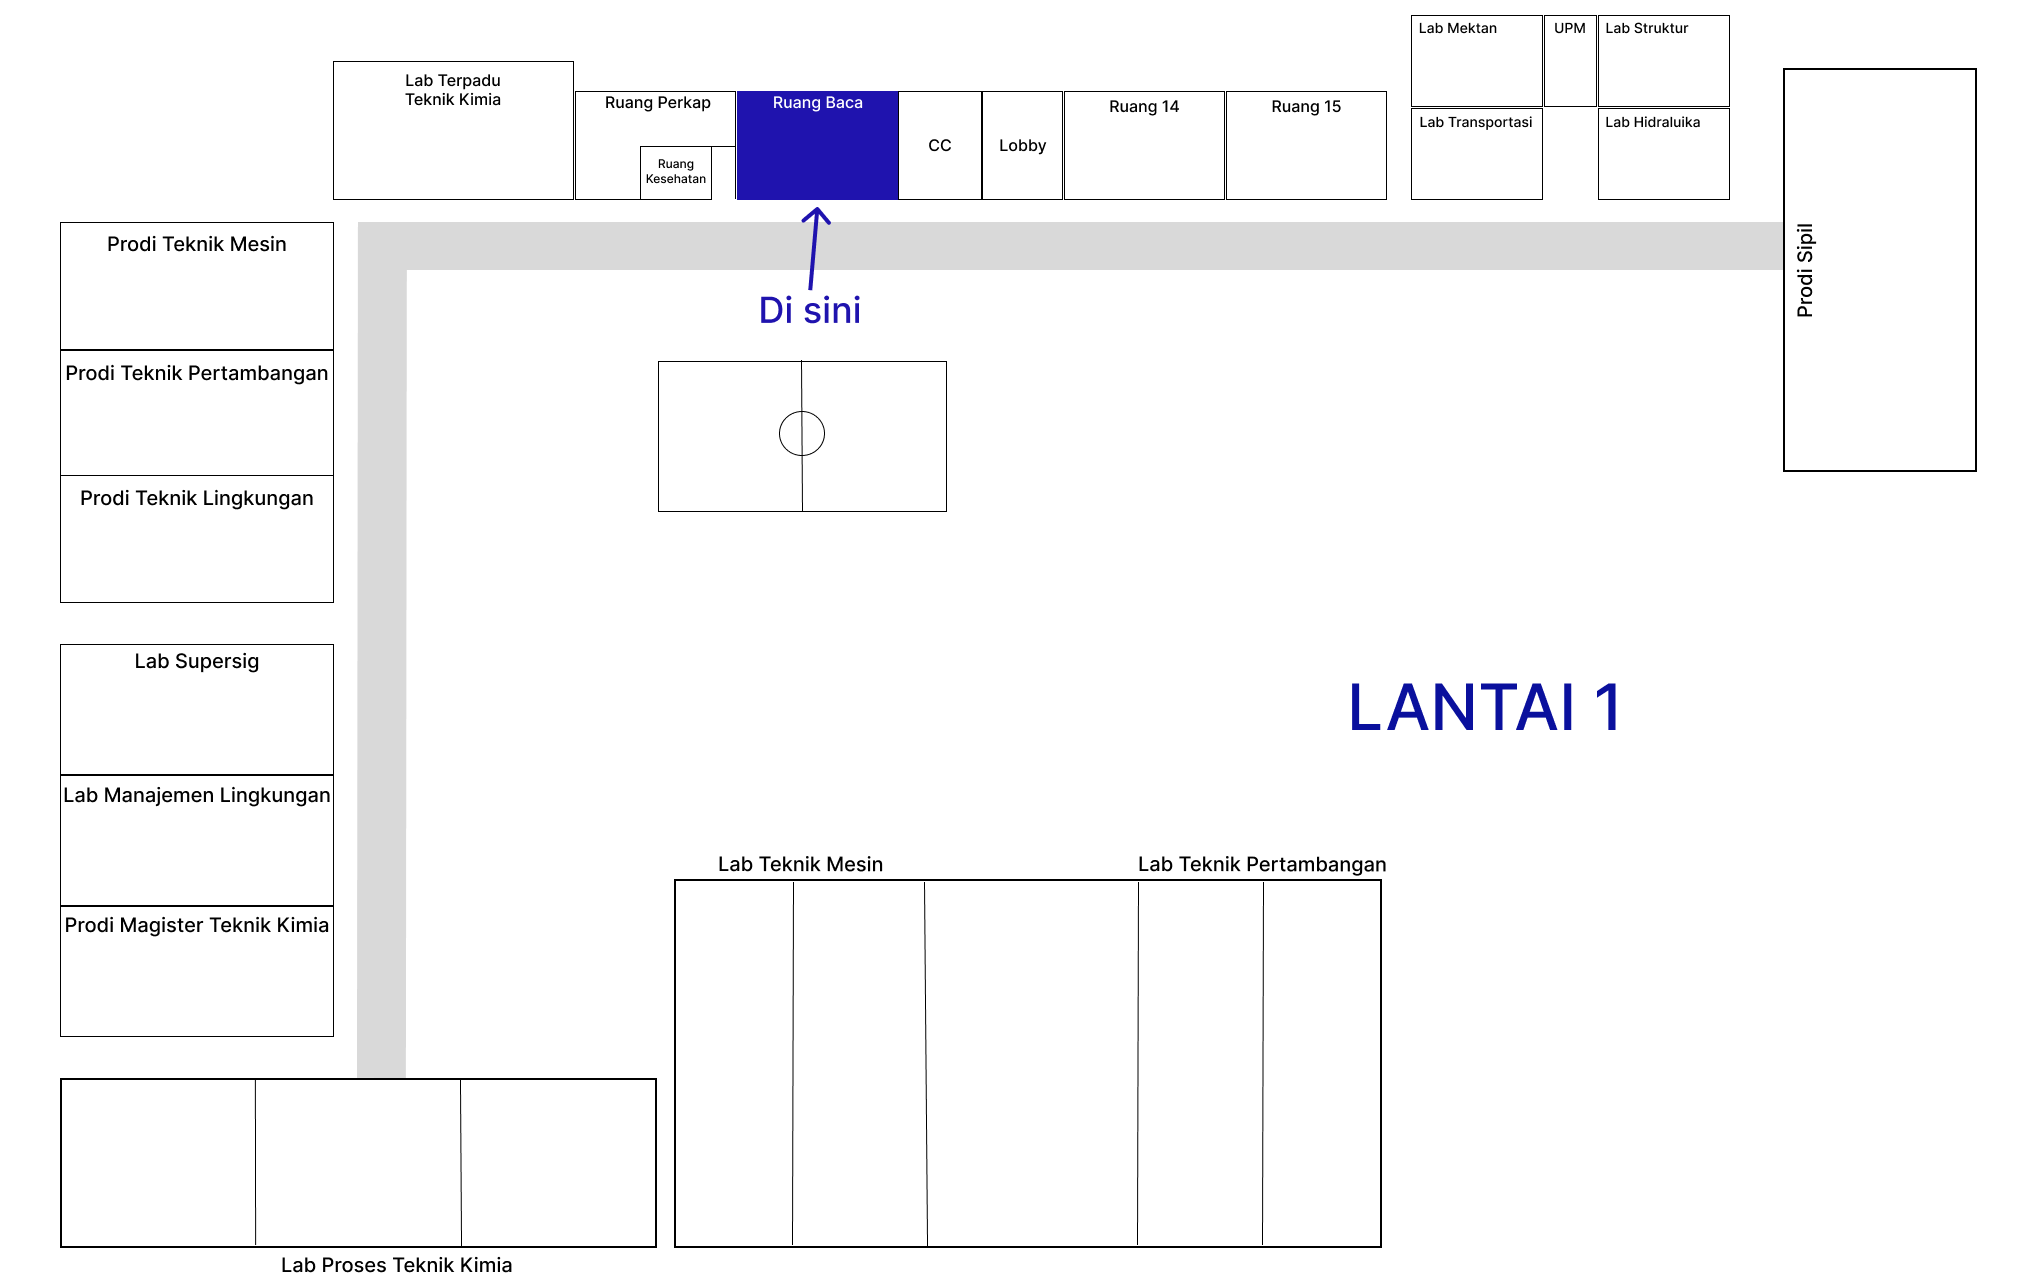 Lab Mektan
UPM
Lab Struktur
Lab Terpadu
Teknik Kimia
Ruang Perkap
Ruang Baca
Ruang 14
Ruang 15
Lab Transportasi
Lab Hidraluika
CC
Lobby
Ruang
Kesehatan
Prodi Teknik Mesin
Prodi Sipil
Di sini
Prodi Teknik Pertambangan
Prodi Teknik Lingkungan
Lab Supersig
LANTAI 1
Lab Manajemen Lingkungan
Lab Teknik Mesin
Lab Teknik Pertambangan
Prodi Magister Teknik Kimia
Lab Proses Teknik Kimia